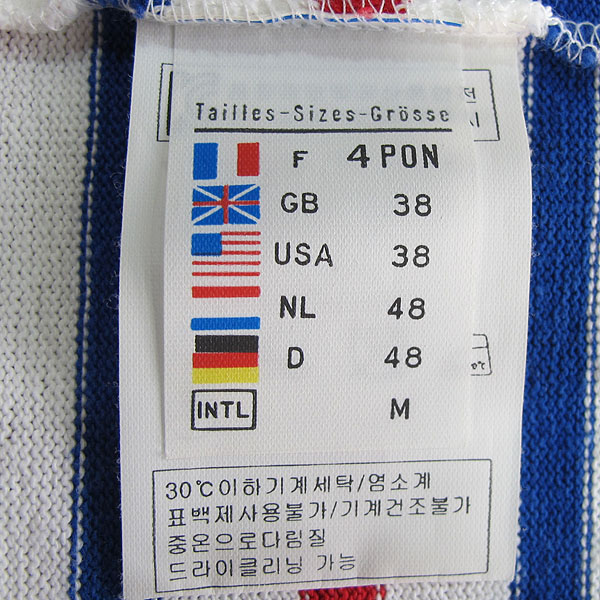 Tailles-Sizes-Grösse
F 4 PON
GB 38
USA 38
NL 48
D 48
INTL M
30℃이하기계세탁/염소계
표백제사용불가/기계건조불가
중온으로다림질
드라이클리닝 가능